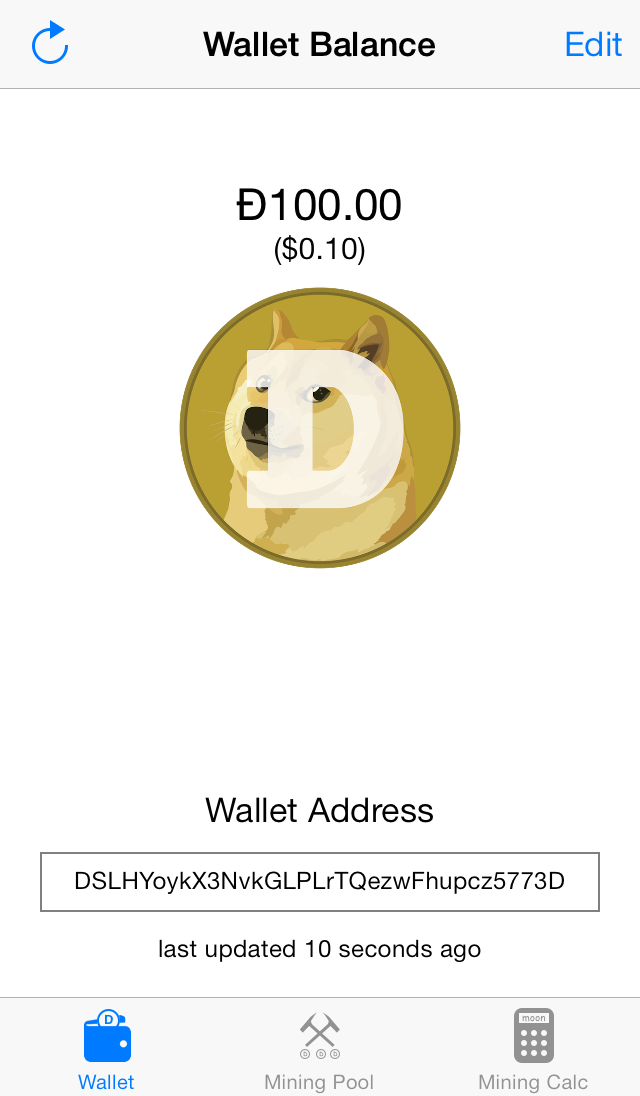 Wallet Balance
Edit
Ð100.00
($0.10)
Ð
Wallet Address
DSLHYoykX3NvkGLPLrTQezwFhupcz5773D
last updated 10 seconds ago
D
moon
D D D
Wallet
Mining Pool
Mining Calc